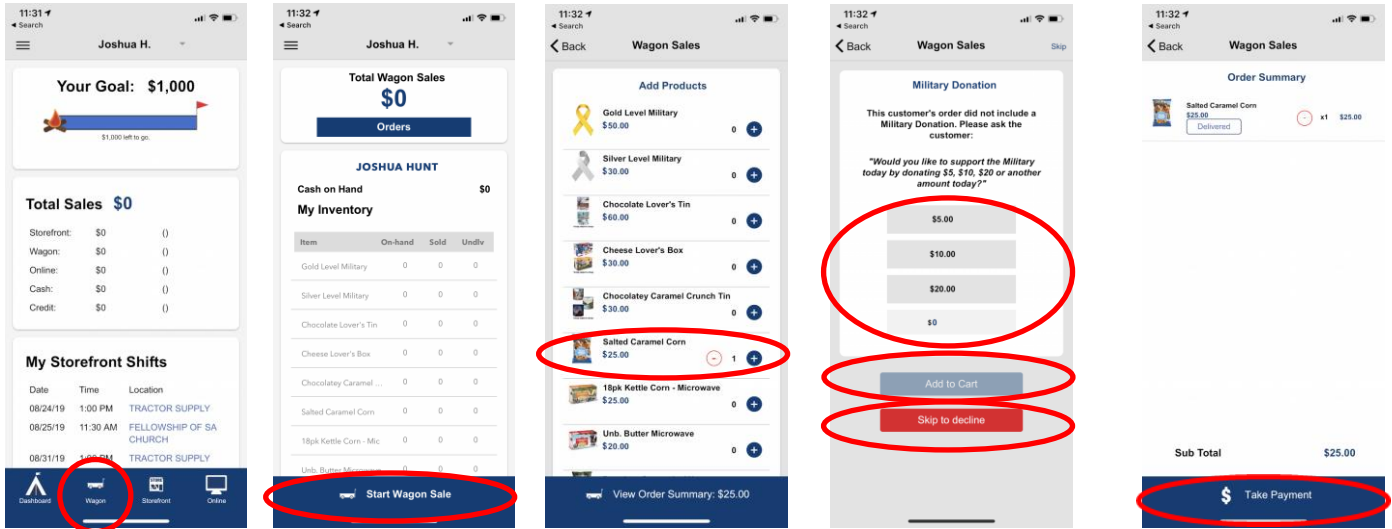 11:31
◂ Search
Joshua H.
Your Goal: $1,000
$1,000 left to go.
Total Sales $0
Storefront: $0 ()
Wagon: $0 ()
Online: $0 ()
Cash: $0 ()
Credit: $0 ()
My Storefront Shifts
Date Time Location
08/24/19 1:00 PM TRACTOR SUPPLY
08/25/19 11:30 AM FELLOWSHIP OF SA
CHURCH
08/31/19 1:00 PM TRACTOR SUPPLY
Dashboard Wagon Storefront Online
11:32
◂ Search
Joshua H.
Total Wagon Sales
$0
Orders
JOSHUA HUNT
Cash on Hand $0
My Inventory
Item On-hand Sold Undlv
Gold Level Military 0 0 0
Silver Level Military 0 0 0
Chocolate Lover's Tin 0 0 0
Cheese Lover's Box 0 0 0
Chocolatey Caramel ... 0 0 0
Salted Caramel Corn 0 0 0
18pk Kettle Corn - Mic 0 0 0
Unb. Butter Microwave 0 0 0
Start Wagon Sale
11:32
◂ Search
Back Wagon Sales
Add Products
Gold Level Military
$50.00 0 +
Silver Level Military
$30.00 0 +
Chocolate Lover's Tin
$60.00 0 +
Cheese Lover's Box
$30.00 0 +
Chocolatey Caramel Crunch Tin
$30.00 0 +
Salted Caramel Corn
$25.00 - 1 +
18pk Kettle Corn - Microwave
$25.00 0 +
Unb. Butter Microwave
$20.00 0 +
View Order Summary: $25.00
11:32
◂ Search
Back Wagon Sales Skip
Military Donation
This customer's order did not include a
Military Donation. Please ask the
customer:
"Would you like to support the Military
today by donating $5, $10, $20 or another
amount today?"
$5.00
$10.00
$20.00
$0
Add to Cart
Skip to decline
11:32
◂ Search
Back Wagon Sales
Order Summary
Salted Caramel Corn
$25.00 - x1 $25.00
Delivered
Sub Total $25.00
$ Take Payment